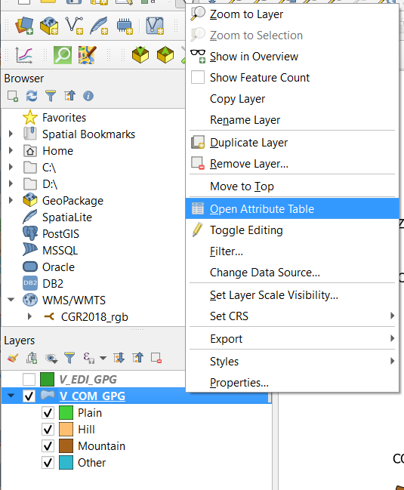 Browser
Favorites
Spatial Bookmarks
Home
C:\
D:\
GeoPackage
SpatiaLite
PostGIS
MSSQL
Oracle
DB2
DB2
WMS/WMTS
CGR2018_rgb
Layers
V_EDI_GPG
V_COM_GPG
Plain
Hill
Mountain
Other
Zoom to Layer
Zoom to Selection
Show in Overview
Show Feature Count
Copy Layer
Rename Layer
Duplicate Layer
Remove Layer...
Move to Top
Open Attribute Table
Toggle Editing
Filter...
Change Data Source...
Set Layer Scale Visibility...
Set CRS
Export
Styles
Properties...